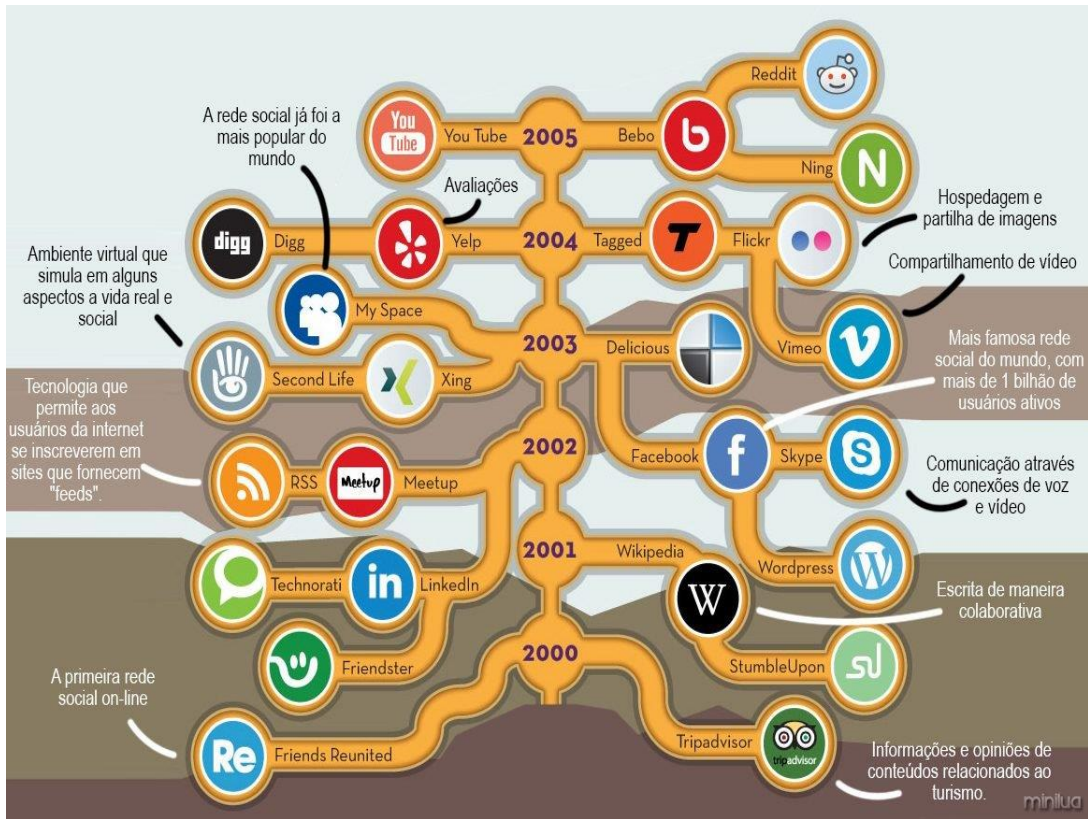 Reddit
You
Tube
You Tube
2005
Bebo
b
Ning
N
A rede social já foi a
mais popular do
mundo
Avaliações
digg
Digg
Yelp
2004
Tagged
T
Flickr
Hospedagem e
partilha de imagens
Compartilhamento de vídeo
Ambiente virtual que
simula em alguns
aspectos a vida real e
social
My Space
2003
Delicious
Vimeo
v
Mais famosa rede
social do mundo, com
mais de 1 bilhão de
usuários ativos
Second Life
Xing
Tecnologia que
permite aos
usuários da internet
se inscreverem em
sites que fornecem
"feeds".
RSS
Meetup
Meetup
2002
Facebook
f
Skype
S
Comunicação através
de conexões de voz
e vídeo
Technorati
in
LinkedIn
2001
Wikipedia
W
Wordpress
W
Escrita de maneira
colaborativa
Friendster
2000
StumbleUpon
su
A primeira rede
social on-line
Re
Friends Reunited
Tripadvisor
tripadvisor
Informações e opiniões de
conteúdos relacionados ao
turismo.
minilua